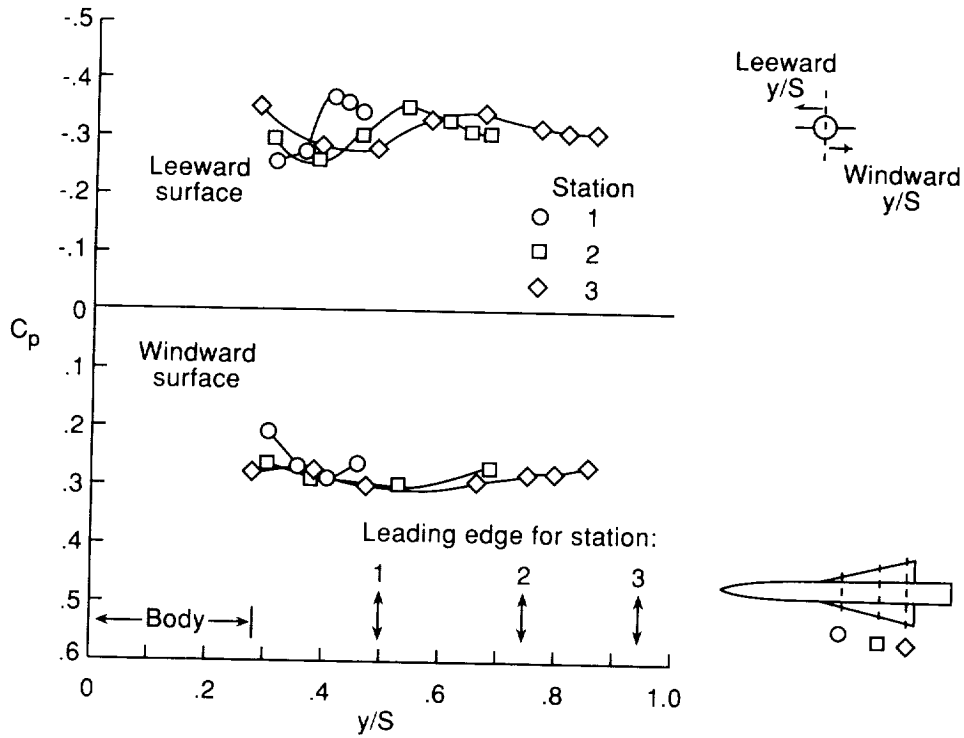 -.5
-.4
-.3
-.2
-.1
0
.1
.2
.3
.4
.5
.6
Cp
Leeward
surface
Station
1
2
3
Windward
surface
Leading edge for station:
1
2
3
Body
0
.2
.4
.6
.8
1.0
y/S
Leeward
y/S
Windward
y/S